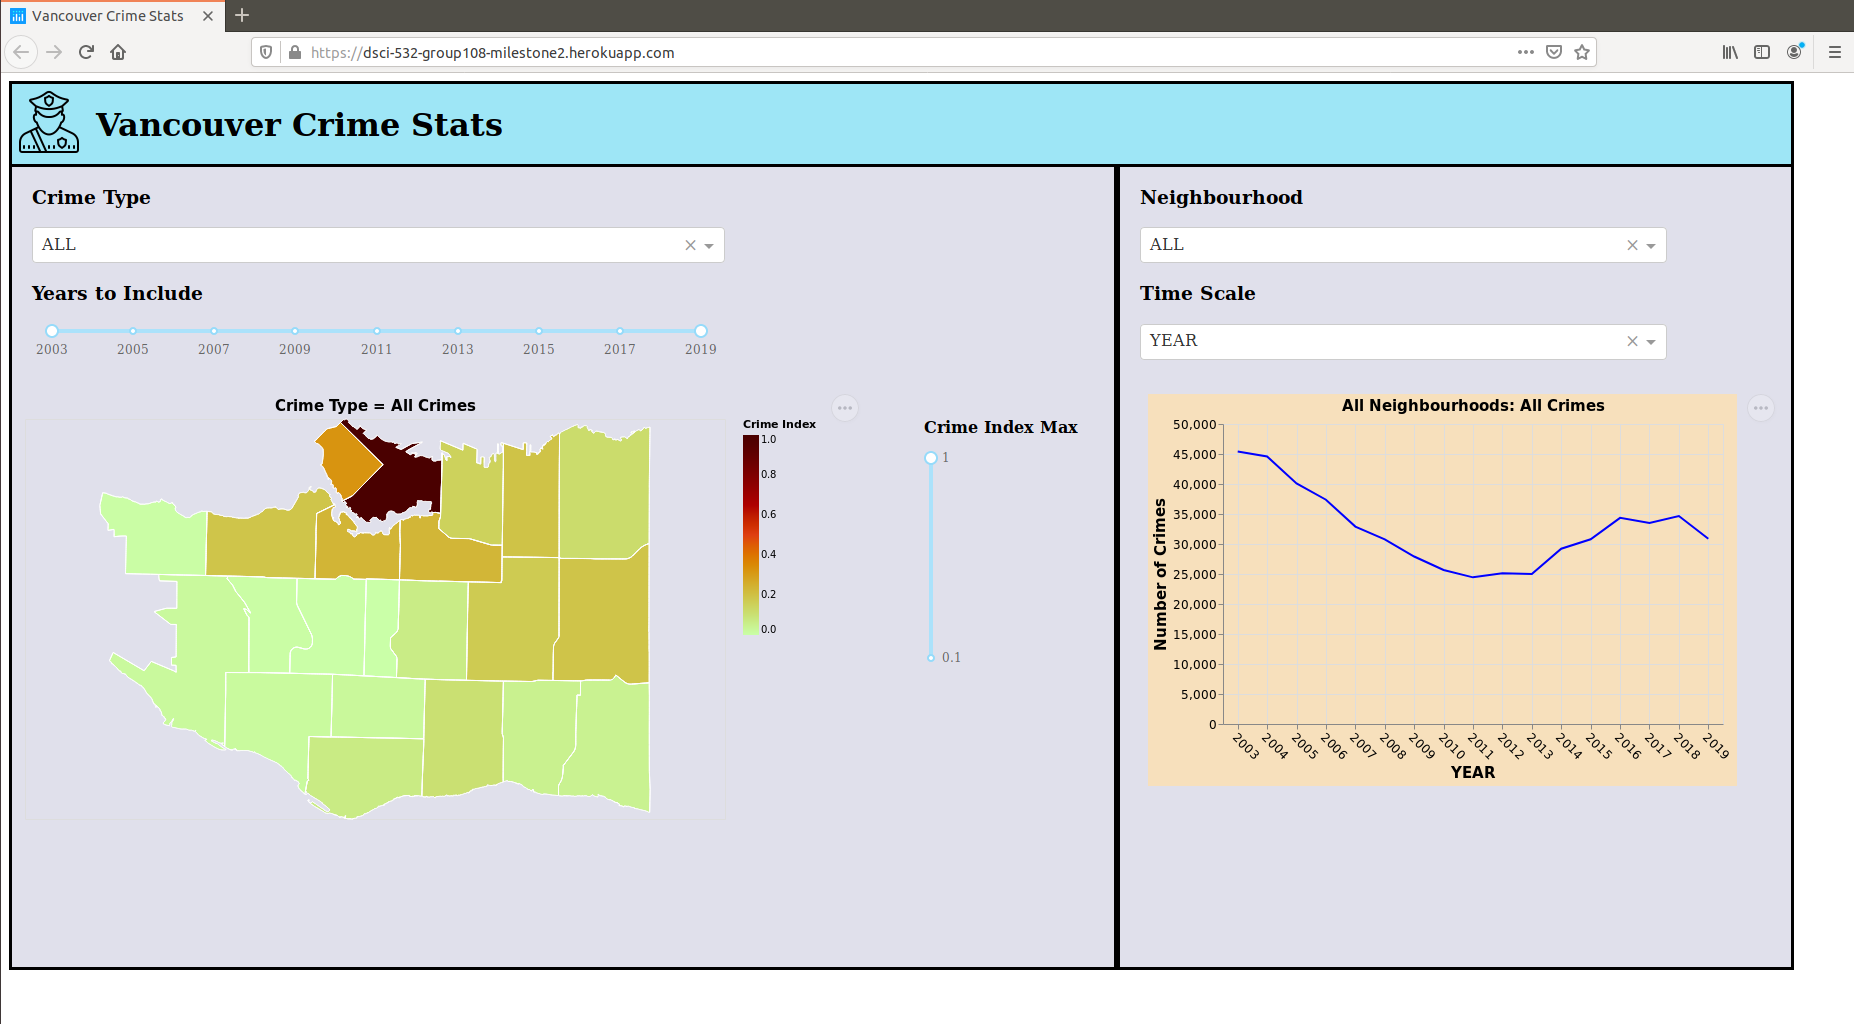 Vancouver Crime Stats
https://dsci-532-group108-milestone2.herokuapp.com
Vancouver Crime Stats
Crime Type
ALL
Years to Include
2003 2005 2007 2009 2011 2013 2015 2017 2019
Crime Type = All Crimes
Crime Index
1.0
0.8
0.6
0.4
0.2
0.0
Crime Index Max
1
0.1
Neighbourhood
ALL
Time Scale
YEAR
All Neighbourhoods: All Crimes
Number of Crimes
50,000
45,000
40,000
35,000
30,000
25,000
20,000
15,000
10,000
5,000
0
2003 2004 2005 2006 2007 2008 2009 2010 2011 2012 2013 2014 2015 2016 2017 2018 2019
YEAR